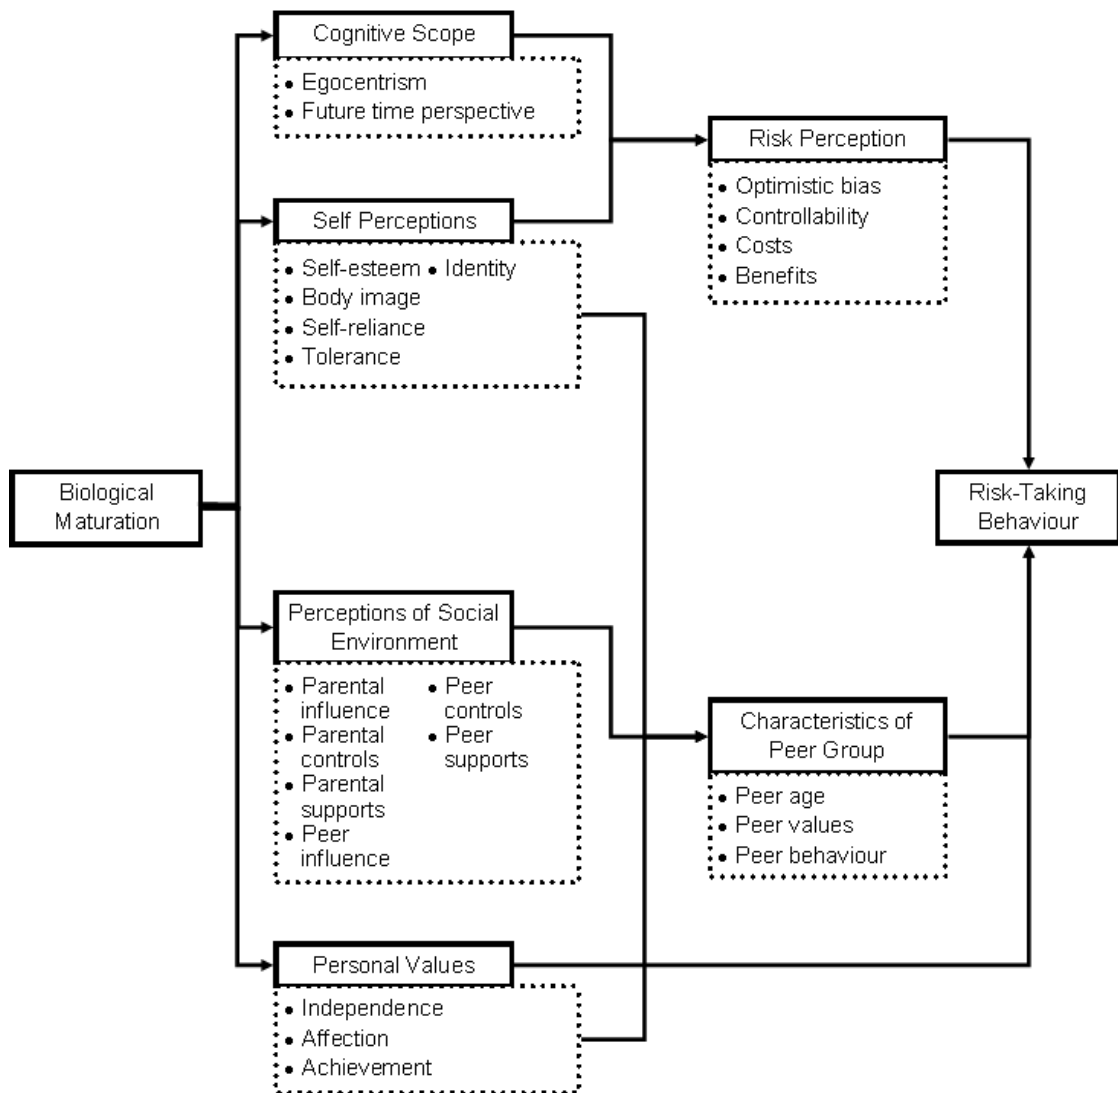 Cognitive Scope
• Egocentrism
• Future time perspective
Self Perceptions
• Self-esteem • Identity
• Body image
• Self-reliance
• Tolerance
Risk Perception
• Optimistic bias
• Controllability
• Costs
• Benefits
Biological
Maturation
Risk-Taking
Behaviour
Perceptions of Social
Environment
• Parental
influence
• Parental
controls
• Parental
supports
• Peer
influence
• Peer
controls
• Peer
supports
Characteristics of
Peer Group
• Peer age
• Peer values
• Peer behaviour
Personal Values
• Independence
• Affection
• Achievement